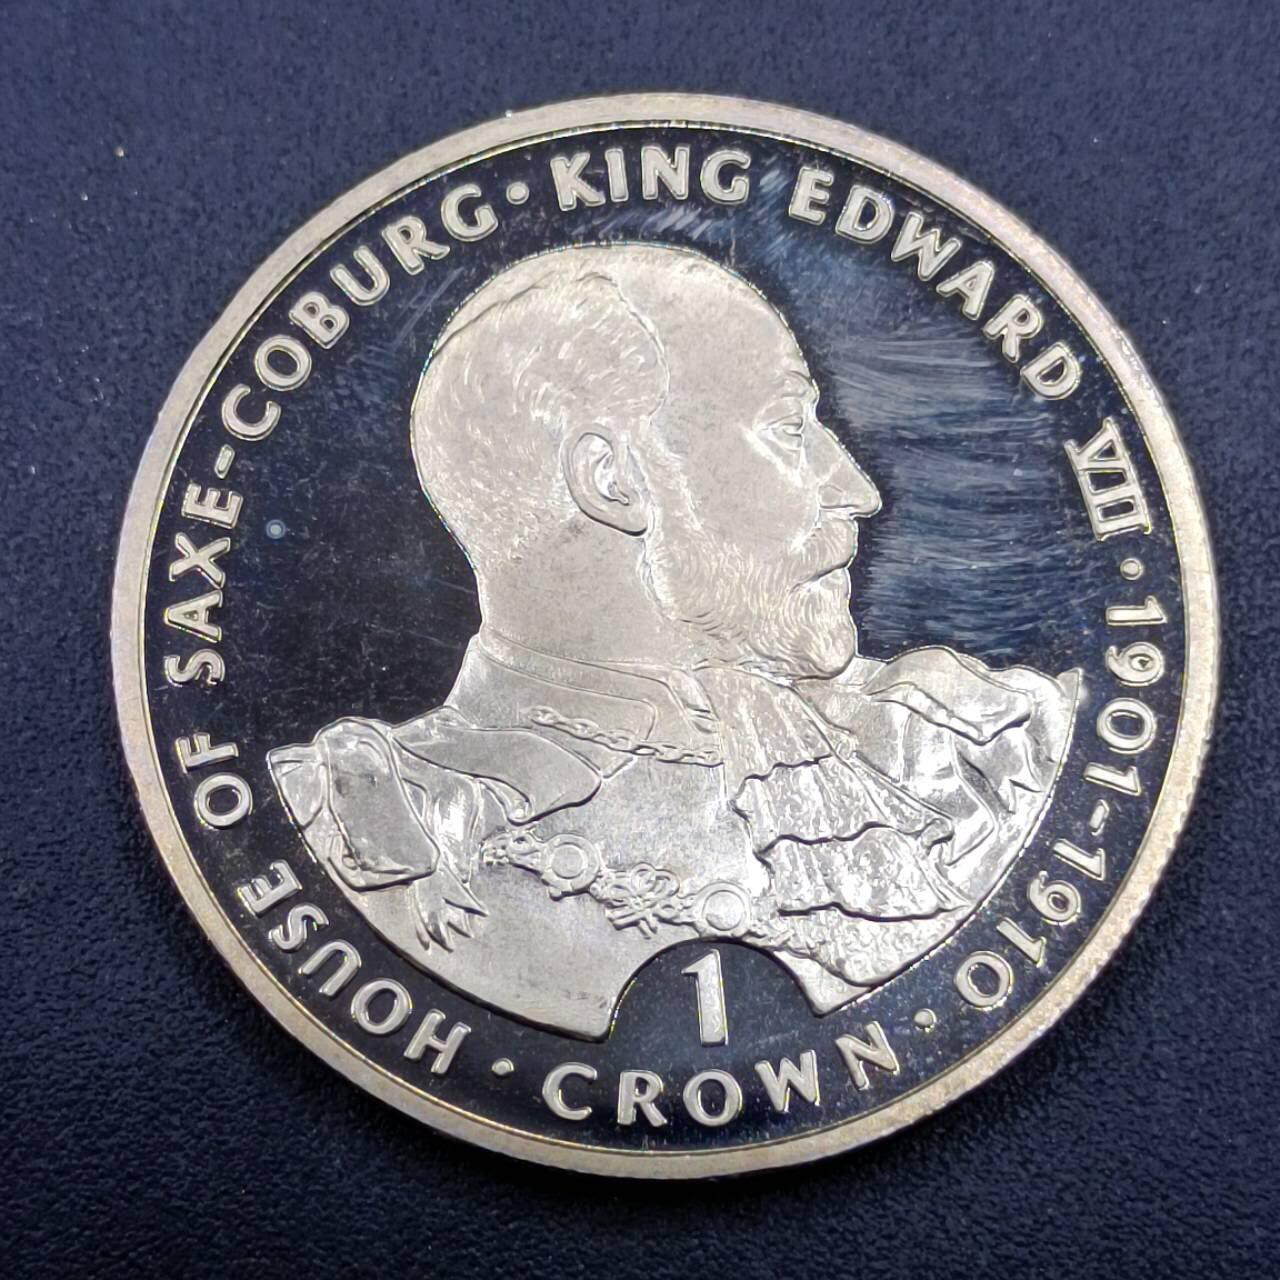 HOUSE OF SAXE-COBURG · KING EDWARD VII · 1901-1910 · CROWN ·
1